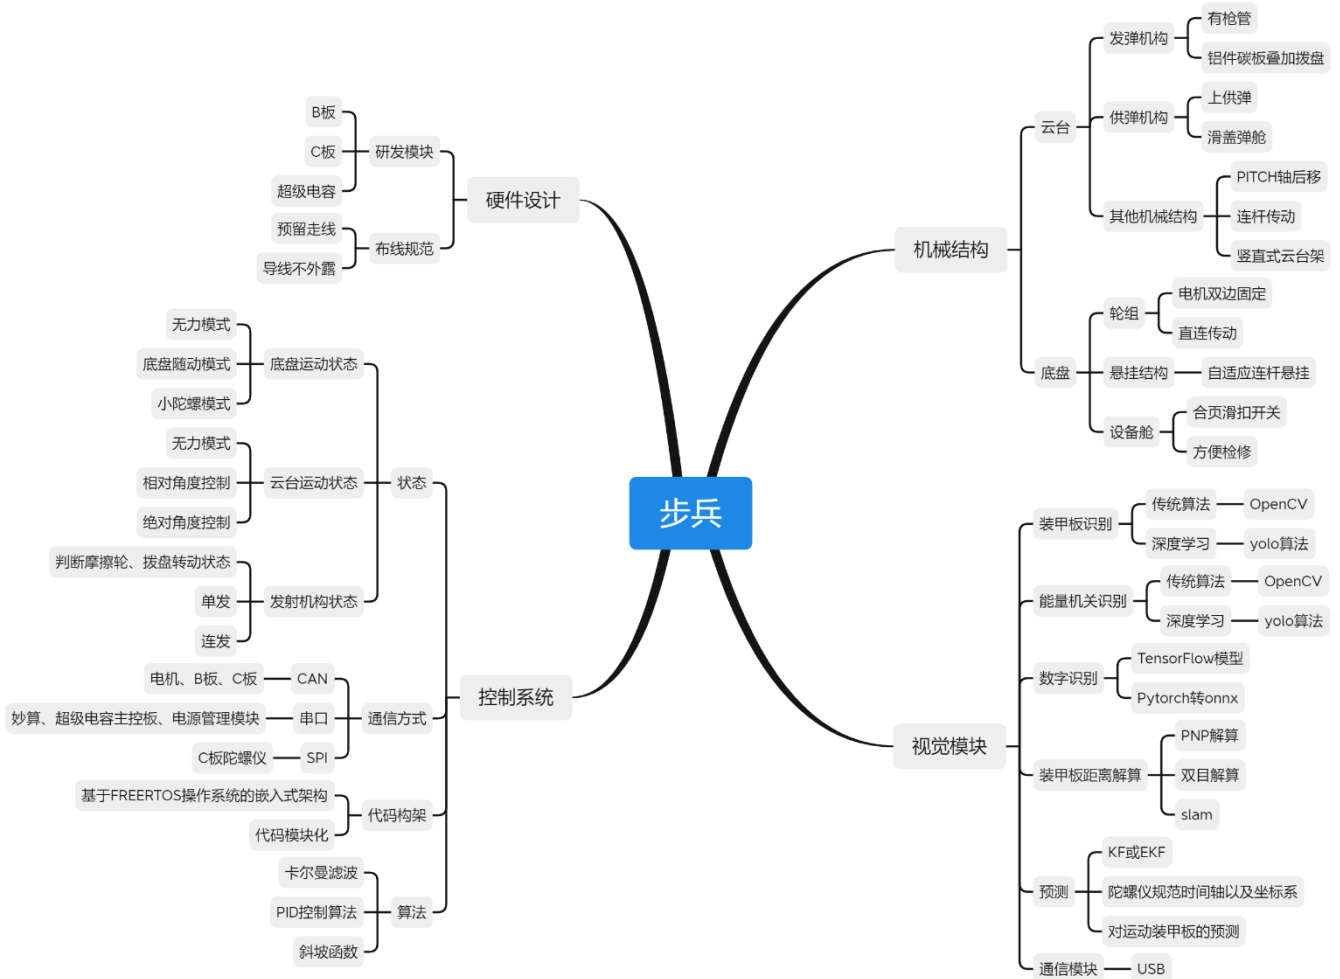 步兵
硬件设计
研发模块
B板
C板
超级电容
布线规范
预留走线
导线不外露
控制系统
状态
底盘运动状态
无力模式
底盘随动模式
小陀螺模式
云台运动状态
无力模式
相对角度控制
绝对角度控制
发射机构状态
判断摩擦轮、拨盘转动状态
单发
连发
通信方式
CAN
电机、B板、C板
串口
妙算、超级电容主控板、电源管理模块
SPI
C板陀螺仪
代码构架
基于FREERTOS操作系统的嵌入式架构
代码模块化
算法
卡尔曼滤波
PID控制算法
斜坡函数
机械结构
云台
发弹机构
有枪管
铝件碳板叠加拨盘
供弹机构
上供弹
滑盖弹舱
其他机械结构
PITCH轴后移
连杆传动
竖直式云台架
底盘
轮组
电机双边固定
直连传动
悬挂结构
自适应连杆悬挂
设备舱
合页滑扣开关
方便检修
视觉模块
装甲板识别
传统算法
OpenCV
深度学习
yolo算法
能量机关识别
传统算法
OpenCV
深度学习
yolo算法
数字识别
TensorFlow模型
Pytorch转onnx
装甲板距离解算
PNP解算
双目解算
slam
预测
KF或EKF
陀螺仪规范时间轴以及坐标系
对运动装甲板的预测
通信模块
USB